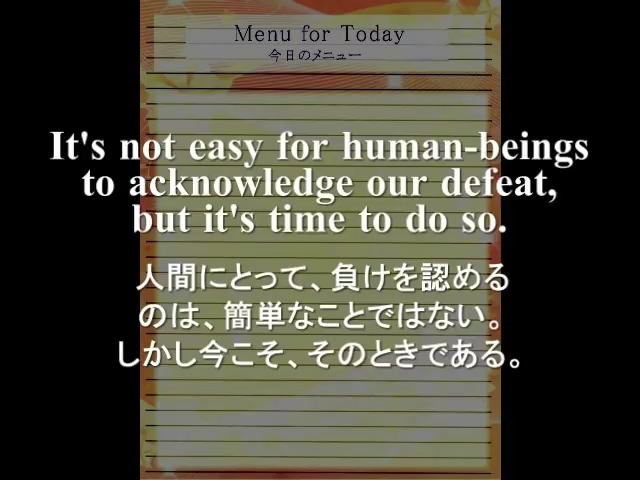 Menu for Today
今日のメニュー
It's not easy for human-beings
to acknowledge our defeat,
but it's time to do so.
人間にとって、負けを認める
のは、簡単なことではない。
しかし今こそ、そのときである。